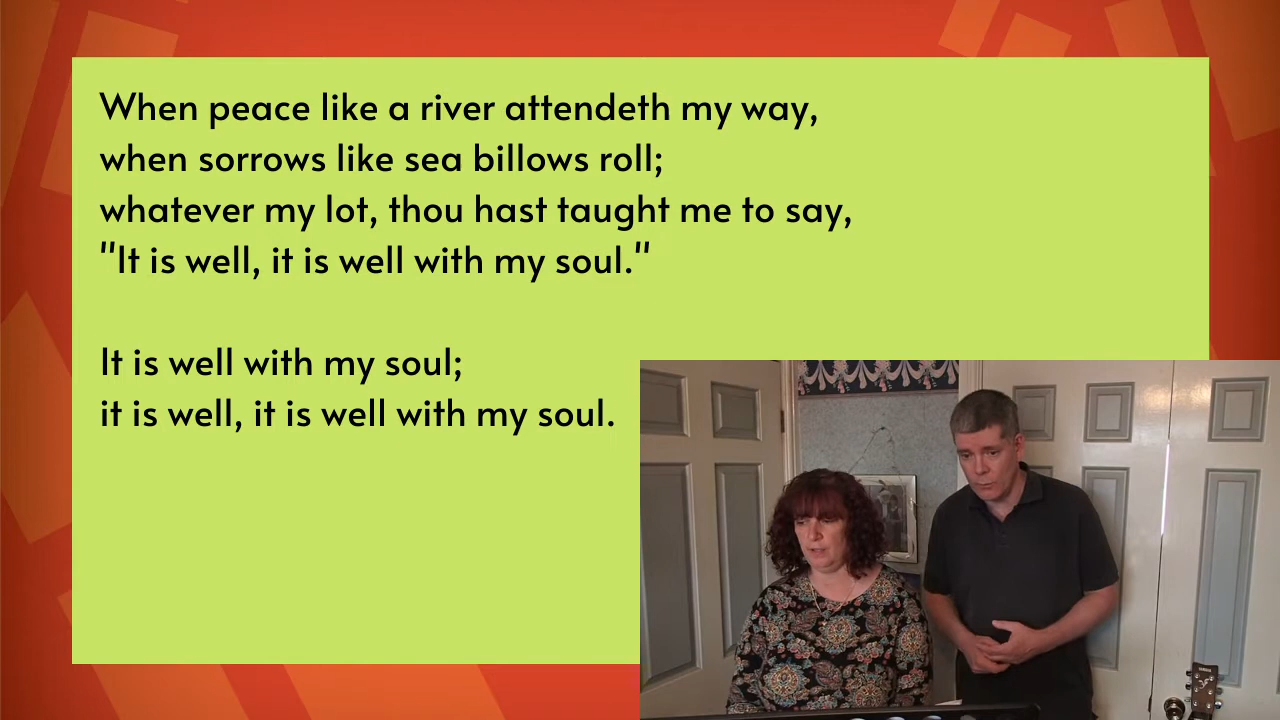 When peace like a river attendeth my way,
when sorrows like sea billows roll;
whatever my lot, thou hast taught me to say,
"It is well, it is well with my soul."
It is well with my soul;
it is well, it is well with my soul.
YAMAHA